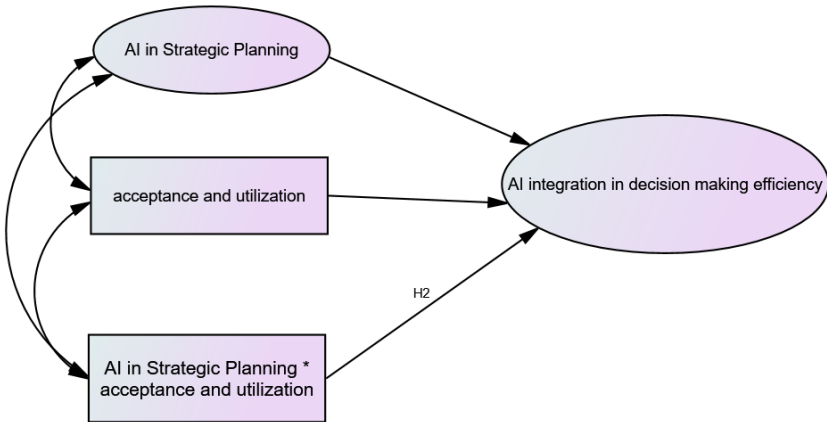 AI in Strategic Planning
acceptance and utilization
AI integration in decision making efficiency
H2
AI in Strategic Planning *
acceptance and utilization